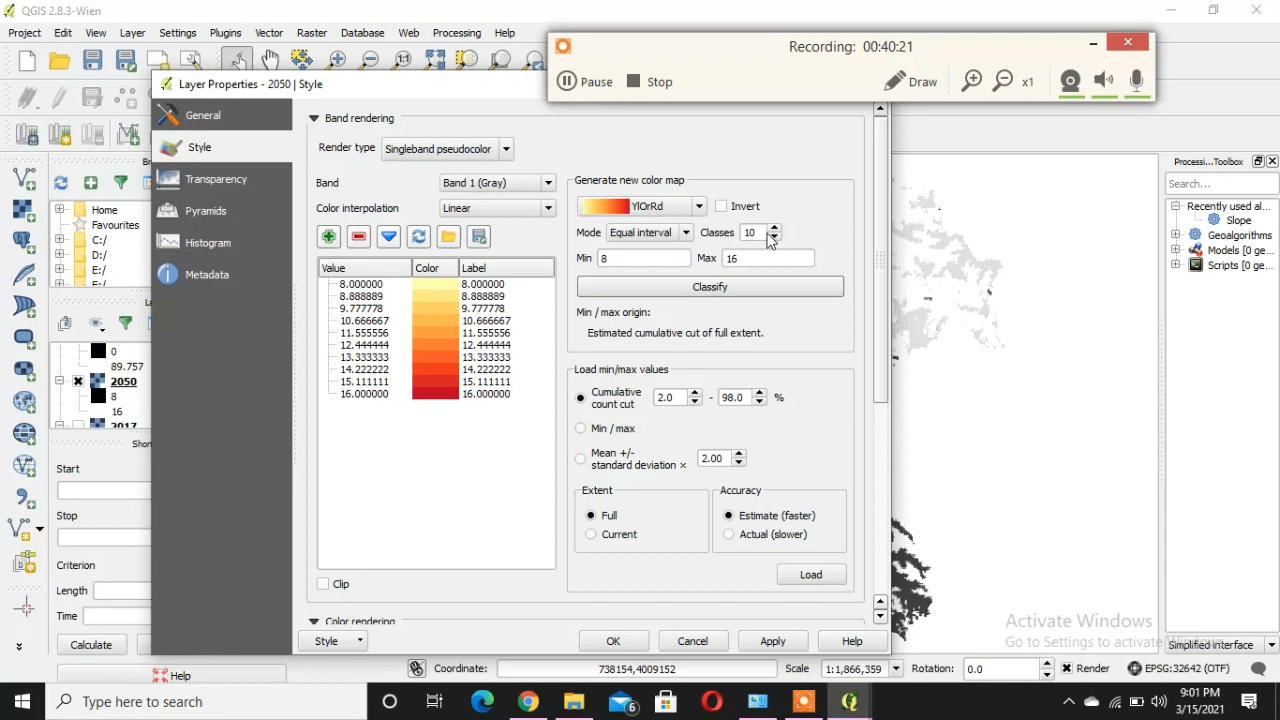 QGIS 2.8.3-Wien
Project Edit View Layer Settings Plugins Vector Raster Database Web Processing Help
Recording: 00:40:21
Pause Stop Draw x1
Layer Properties - 2050 | Style
General
Style
Transparency
Pyramids
Histogram
Metadata
Band rendering
Render type Singleband pseudocolor
Band Band 1 (Gray)
Color interpolation Linear
Value Color Label
8.000000 8.000000
8.888889 8.888889
9.777778 9.777778
10.666667 10.666667
11.555556 11.555556
12.444444 12.444444
13.333333 13.333333
14.222222 14.222222
15.111111 15.111111
16.000000 16.000000
Clip
Generate new color map
YlOrRd Invert
Mode Equal interval Classes 10
Min 8 Max 16
Classify
Min / max origin:
Estimated cumulative cut of full extent.
Load min/max values
Cumulative count cut 2.0 - 98.0 %
Min / max
Mean +/- standard deviation × 2.00
Extent Accuracy
Full Estimate (faster)
Current Actual (slower)
Load
Color rendering
Style OK Cancel Apply Help
Br
Home
Favourites
C:/
D:/
E:/
0
89.757
2050
8
16
2017
Shor
Start
Stop
Criterion
Length
Time
Calculate
Help
Processi...Toolbox
Search...
Recently used al...
Slope
Geoalgorithms
Models [0 ge...
Scripts [0 ge...
Activate Windows
Go to Settings to activate Windows.
Simplified interface
Coordinate: 738154,4009152 Scale 1:1,866,359 Rotation: 0.0 Render EPSG:32642 (OTF)
Type here to search
6
9:01 PM
3/15/2021